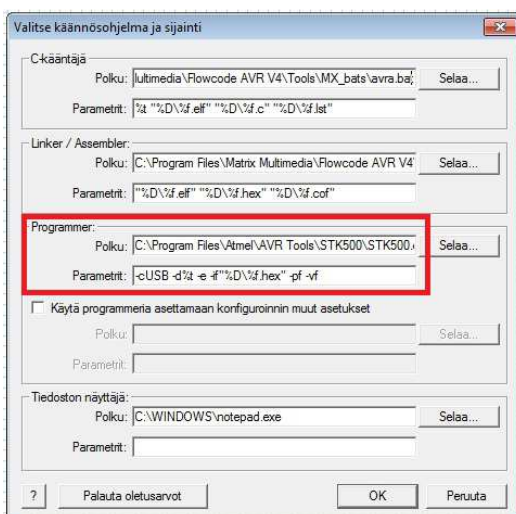 Valitse käännösohjelma ja sijainti
C-kääntäjä
Polku: lultimedia\Flowcode AVR V4\Tools\MX_bats\avra.ba Selaa...
Parametrit: %t "%D\%f.elf" "%D\%f.c" "%D\%f.lst"
Linker / Assembler:
Polku: C:\Program Files\Matrix Multimedia\Flowcode AVR V4 Selaa...
Parametrit: "%D\%f.elf" "%D\%f.hex" "%D\%f.cof"
Programmer:
Polku: C:\Program Files\Atmel\AVR Tools\STK500\STK500. Selaa...
Parametrit: -cUSB -d%t -e -if"%D\%f.hex" -pf -vf
Käytä programmeria asettamaan konfiguroinnin muut asetukset
Polku: Selaa...
Parametrit:
Tiedoston näyttäjä:
Polku: C:\WINDOWS\notepad.exe Selaa...
Parametrit:
? Palauta oletusarvot OK Peruuta